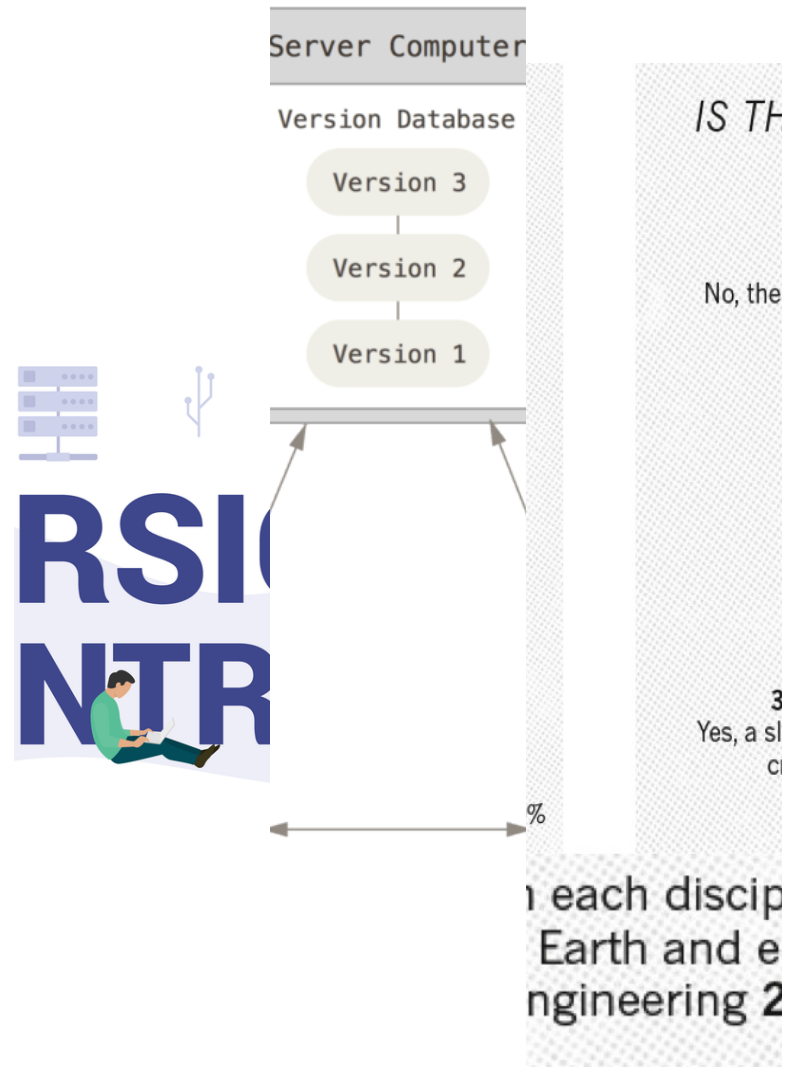 RSI
NTR
Server Computer
Version Database
Version 3
Version 2
Version 1
%
IS TH
No, the
3
Yes, a sl
each discip
Earth and e
ngineering 2